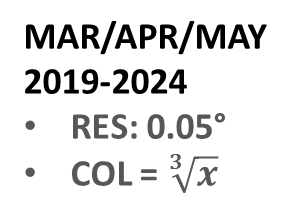 MAR/APR/MAY
2019-2024
• RES: 0.05°
• COL = ∛x